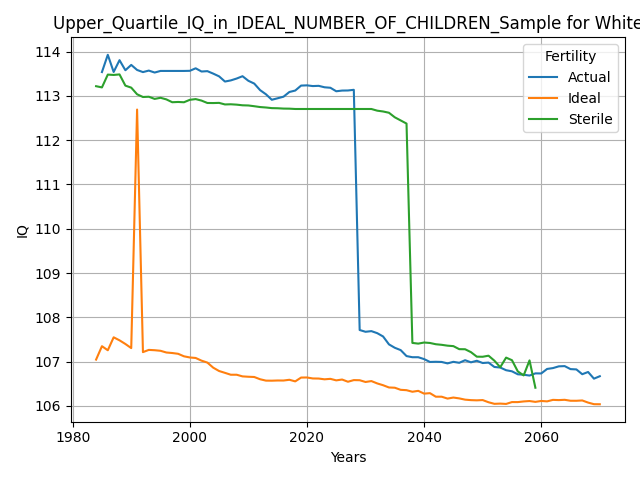 Upper_Quartile_IQ_in_IDEAL_NUMBER_OF_CHILDREN_Sample for White
114
113
112
111
110
109
108
107
106
IQ
Fertility
Actual
Ideal
Sterile
1980
2000
2020
2040
2060
Years